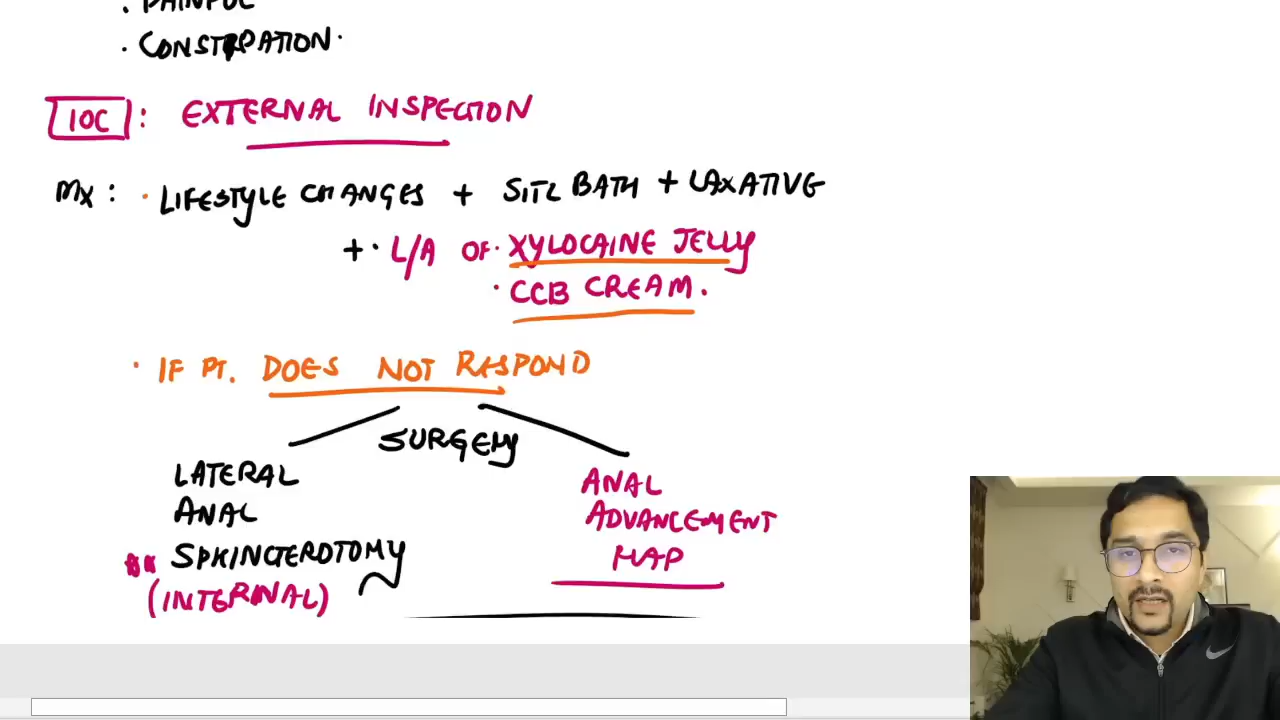 · PAINFUL
· CONSTIPATION·
IOC : EXTERNAL INSPECTION
Mx : · LIFESTYLE CHANGES + SITZ BATH + LAXATIVE
+ · L/A OF · XYLOCAINE JELLY
· CCB CREAM.
· IF PT. DOES NOT RESPOND
SURGERY
LATERAL
ANAL
** SPHINCTEROTOMY
(INTERNAL)
ANAL
ADVANCEMENT
FLAP